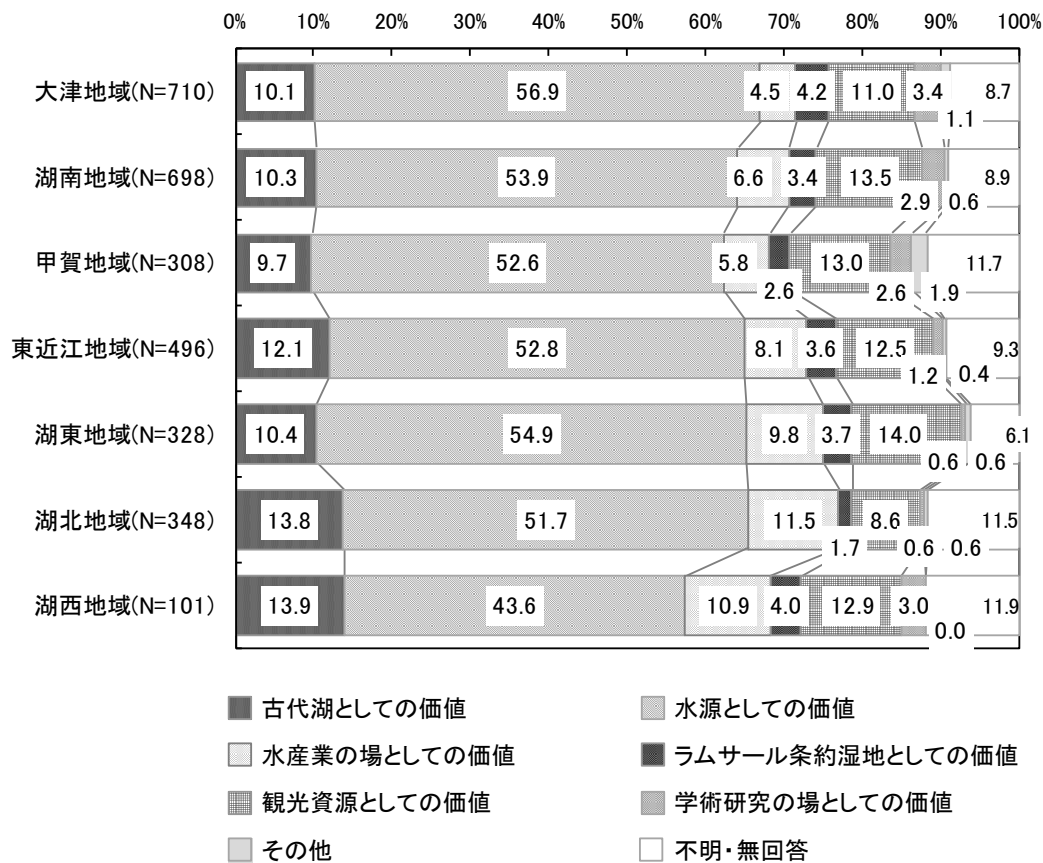 0% 10% 20% 30% 40% 50% 60% 70% 80% 90% 100%
大津地域(N=710) 10.1 56.9 4.5 4.2 11.0 3.4 1.1 8.7
湖南地域(N=698) 10.3 53.9 6.6 3.4 13.5 2.9 0.6 8.9
甲賀地域(N=308) 9.7 52.6 5.8 2.6 13.0 2.6 1.9 11.7
東近江地域(N=496) 12.1 52.8 8.1 3.6 12.5 1.2 0.4 9.3
湖東地域(N=328) 10.4 54.9 9.8 3.7 14.0 0.6 0.6 6.1
湖北地域(N=348) 13.8 51.7 11.5 1.7 8.6 0.6 0.6 11.5
湖西地域(N=101) 13.9 43.6 10.9 4.0 12.9 3.0 0.0 11.9
古代湖としての価値 水源としての価値
水産業の場としての価値 ラムサール条約湿地としての価値
観光資源としての価値 学術研究の場としての価値
その他 不明・無回答